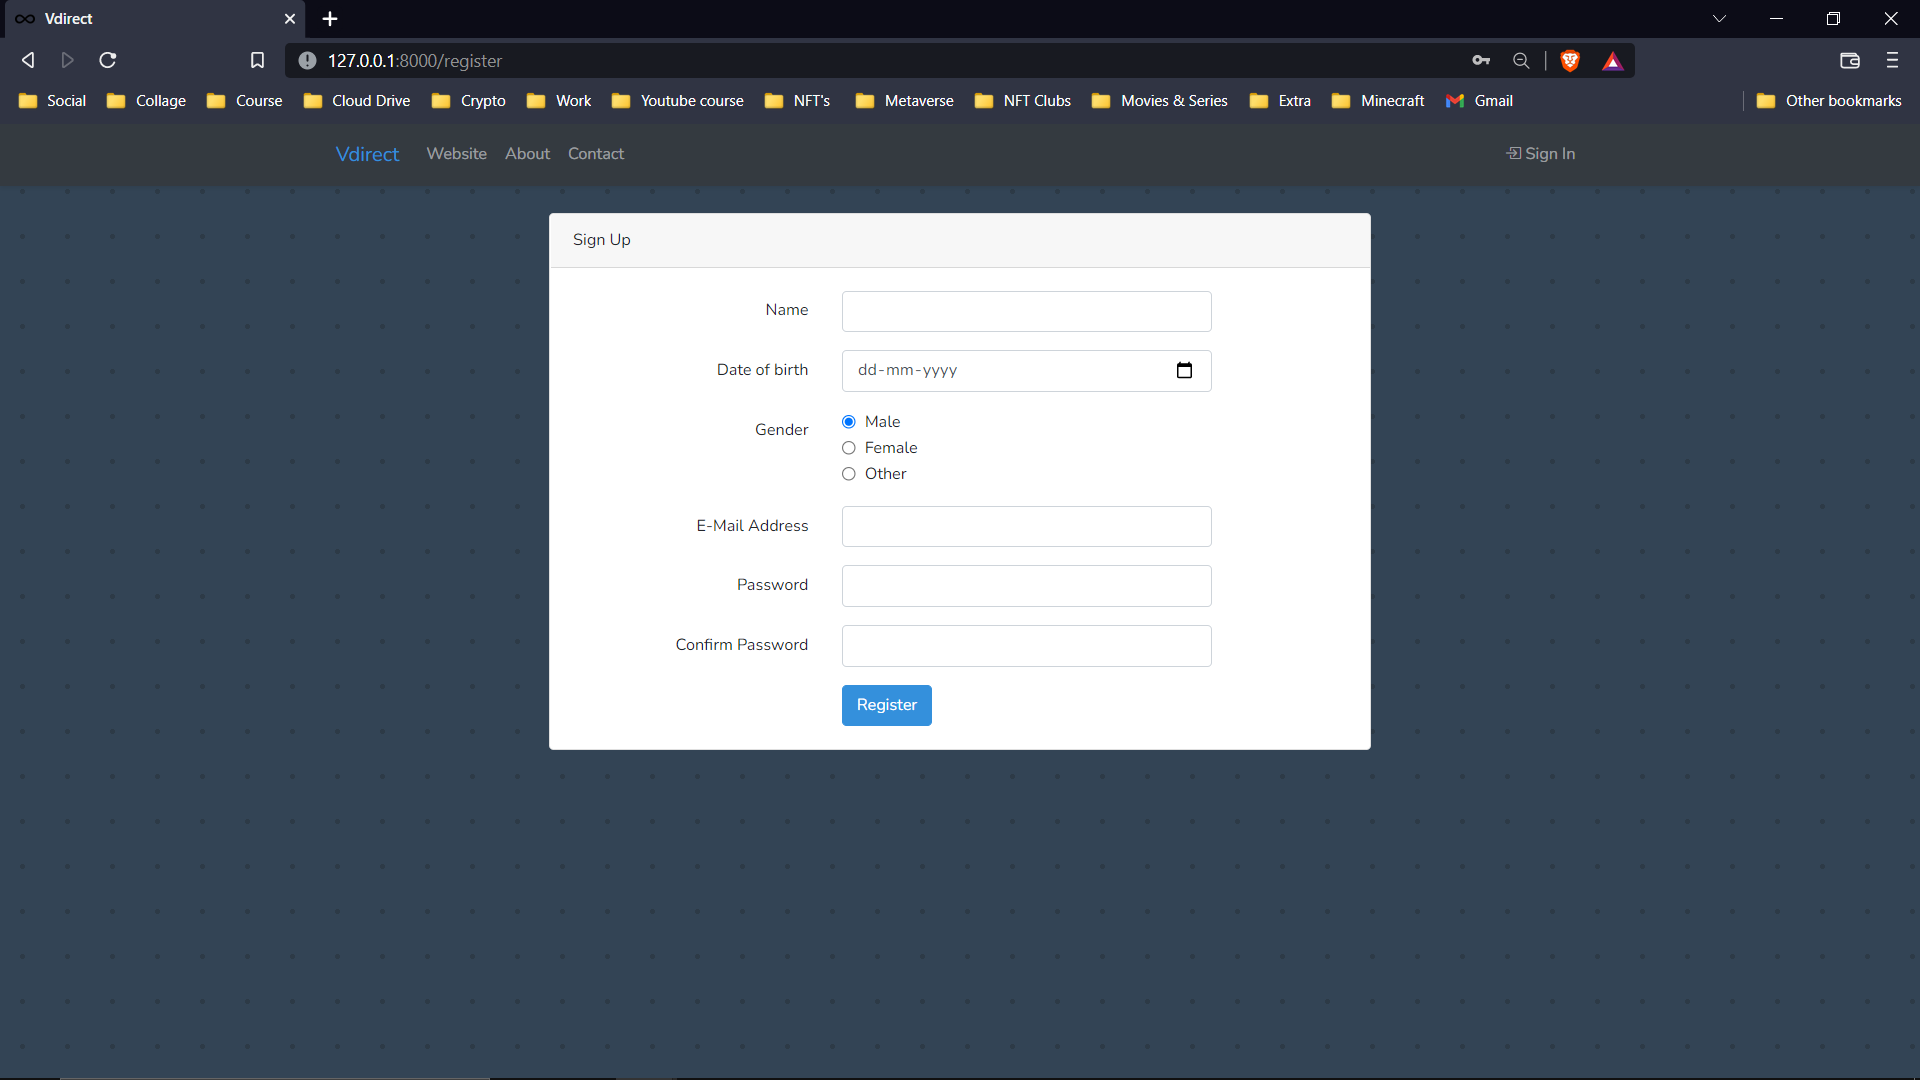 Vdirect
127.0.0.1:8000/register
Social Collage Course Cloud Drive Crypto Work Youtube course NFT's Metaverse NFT Clubs Movies & Series Extra Minecraft Gmail Other bookmarks
Vdirect Website About Contact Sign In
Sign Up
Name
Date of birth dd-mm-yyyy
Gender Male
Female
Other
E-Mail Address
Password
Confirm Password
Register